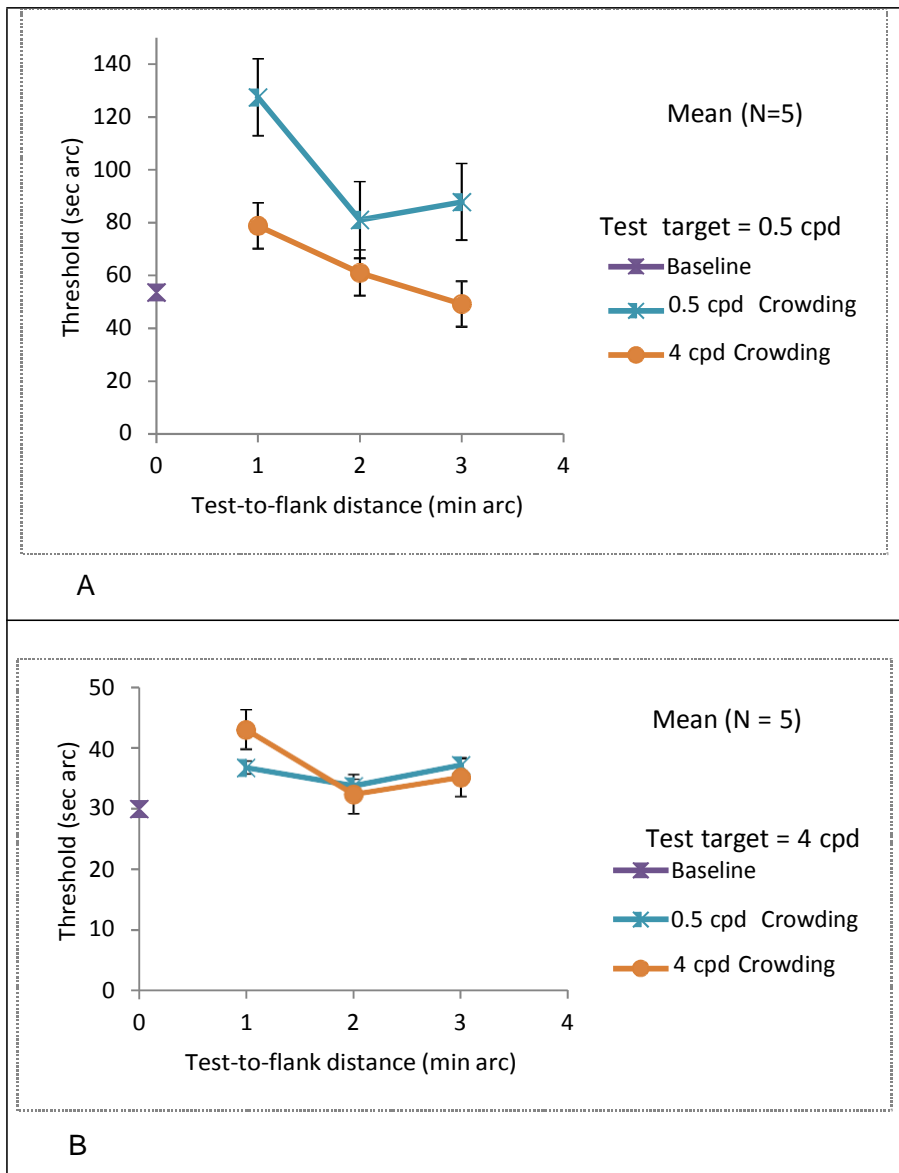 140
120
100
80
60
40
20
0
0 1 2 3 4
Threshold (sec arc)
Test-to-flank distance (min arc)
Mean (N=5)
Test target = 0.5 cpd
Baseline
0.5 cpd Crowding
4 cpd Crowding
A
50
40
30
20
10
0
0 1 2 3 4
Threshold (sec arc)
Test-to-flank distance (min arc)
Mean (N = 5)
Test target = 4 cpd
Baseline
0.5 cpd Crowding
4 cpd Crowding
B